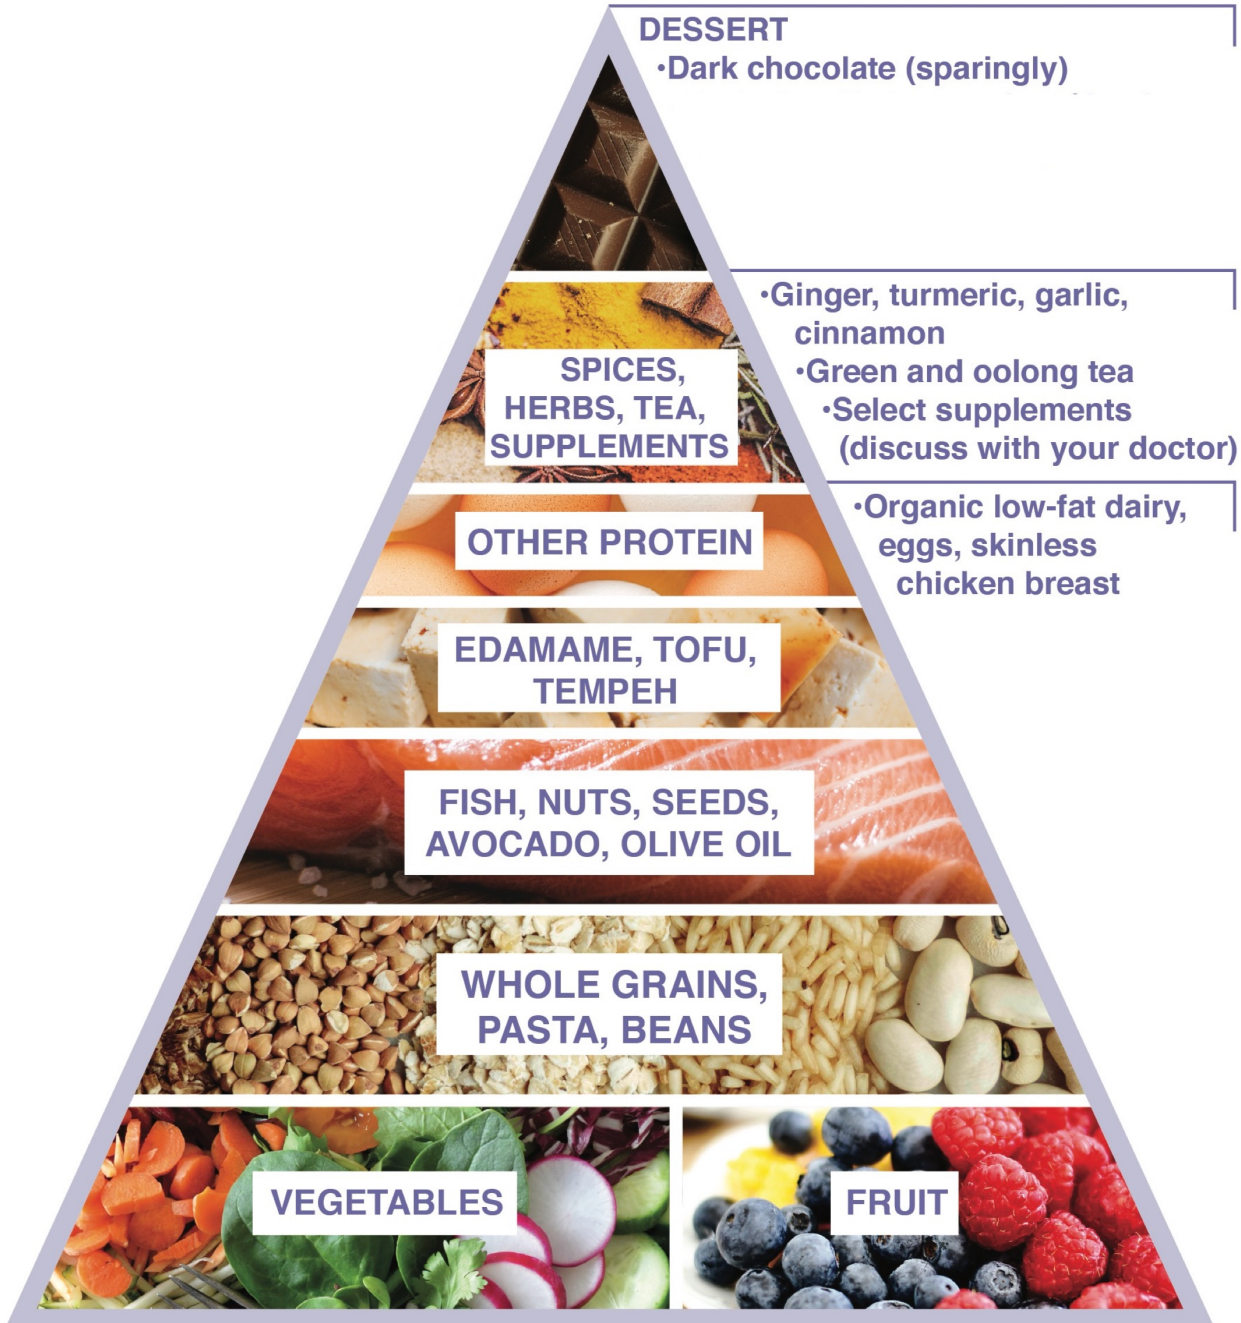 DESSERT
•Dark chocolate (sparingly)
•Ginger, turmeric, garlic,
cinnamon
•Green and oolong tea
•Select supplements
(discuss with your doctor)
SPICES,
HERBS, TEA,
SUPPLEMENTS
•Organic low-fat dairy,
eggs, skinless
chicken breast
OTHER PROTEIN
EDAMAME, TOFU,
TEMPEH
FISH, NUTS, SEEDS,
AVOCADO, OLIVE OIL
WHOLE GRAINS,
PASTA, BEANS
VEGETABLES
FRUIT